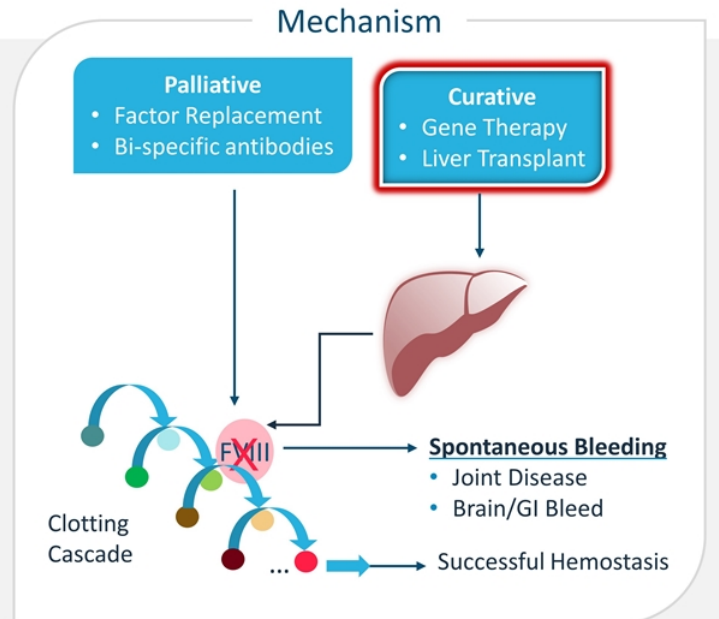 Mechanism
Palliative
• Factor Replacement
• Bi-specific antibodies
Curative
• Gene Therapy
• Liver Transplant
FVIII
Spontaneous Bleeding
• Joint Disease
• Brain/GI Bleed
Clotting
Cascade
...
Successful Hemostasis